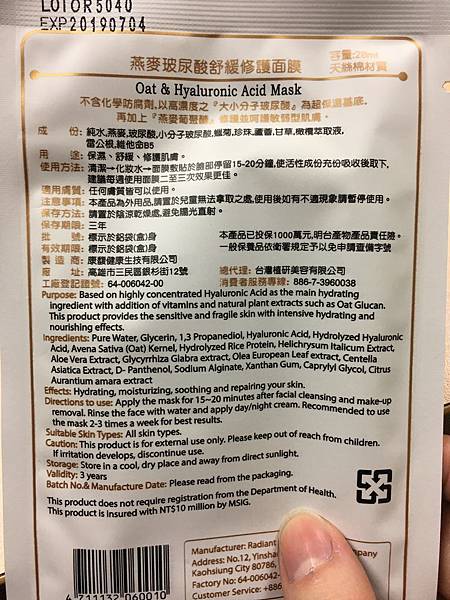 LOTOR5040
EXP20190704
燕麥玻尿酸舒緩修護面膜
容量:28ml
天絲棉材質
Oat & Hyaluronic Acid Mask
不含化學防腐劑,以高濃度之『大小分子玻尿酸』為超保濕基底,
再加上『燕麥葡聚醣』修護並呵護敏弱型肌膚。
成 份: 純水,燕麥,玻尿酸,小分子玻尿酸,蠟菊,珍珠,蘆薈,甘草,橄欖萃取液,
雷公根,維他命B5
用 途: 保濕、舒緩、修護肌膚。
使用方法: 清潔→化妝水→面膜敷貼於臉部停留15-20分鐘,使活性成份充份吸收後取下,
建議每週使用面膜二至三次效果更佳。
適用膚質: 任何膚質皆可以使用。
注意事項: 本產品為外用品,請置於兒童無法拿取之處,使用後如有不適現象請暫停使用。
保存方法: 請置於陰涼乾燥處,避免陽光直射。
保存期限: 三年
批 號: 標示於鋁袋(盒)身 本產品已投保1000萬元,明台產物產品責任險。
有效期限: 標示於鋁袋(盒)身 一般保養品依衛署規定予以免申請查備字號
製 造 商: 康馥健康生技有限公司
廠 址: 高雄市三民區銀杉街12號 總代理: 台灣植研美容有限公司
工廠登記證號: 64-006042-00 消費者服務專線: 886-7-3960038
Purpose: Based on highly concentrated Hyaluronic Acid as the main hydrating
ingredient with addition of vitamins and natural plant extracts such as Oat Glucan.
This product provides the sensitive and fragile skin with intensive hydrating and
nourishing effects.
Ingredients: Pure Water, Glycerin, 1,3 Propanediol, Hyaluronic Acid, Hydrolyzed Hyaluronic
Acid, Avena Sativa (Oat) Kernel, Hydrolyzed Rice Protein, Helichrysum Italicum Extract,
Aloe Vera Extract, Glycyrrhiza Glabra extract, Olea European Leaf extract, Centella
Asiatica Extract, D- Panthenol, Sodium Alginate, Xanthan Gum, Caprylyl Glycol, Citrus
Aurantium amara extract
Effects: Hydrating, moisturizing, soothing and repairing your skin.
Directions to use: Apply the mask for 15~20 minutes after facial cleansing and make-up
removal. Rinse the face with water and apply day/night cream. Recommended to use
the mask 2-3 times a week for best results.
Suitable Skin Types: All skin types.
Caution: This product is for external use only. Please keep out of reach from children.
If irritation develops, discontinue use.
Storage: Store in a cool, dry place and away from direct sunlight.
Validity: 3 years
Batch No.& Manufacture Date: Please read from the packaging.
This product does not require registration from the Department of Health.
This product is insured with NT$10 million by MSIG.
Manufacturer: Radiant
Company
Address: No.12, Yinsha
Kaohsiung City 80786,
Factory No: 64-006042-
Customer Service: +886
4 711132 060010